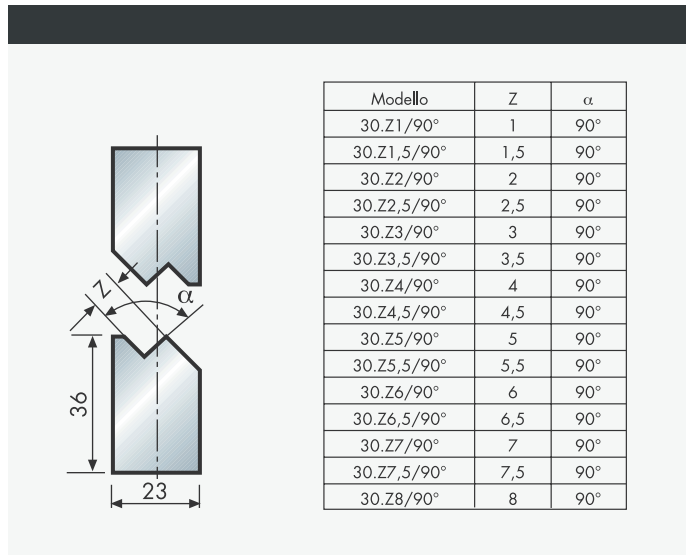 Z
α
36
23
Modello Z α
30.Z1/90° 1 90°
30.Z1,5/90° 1,5 90°
30.Z2/90° 2 90°
30.Z2,5/90° 2,5 90°
30.Z3/90° 3 90°
30.Z3,5/90° 3,5 90°
30.Z4/90° 4 90°
30.Z4,5/90° 4,5 90°
30.Z5/90° 5 90°
30.Z5,5/90° 5,5 90°
30.Z6/90° 6 90°
30.Z6,5/90° 6,5 90°
30.Z7/90° 7 90°
30.Z7,5/90° 7,5 90°
30.Z8/90° 8 90°